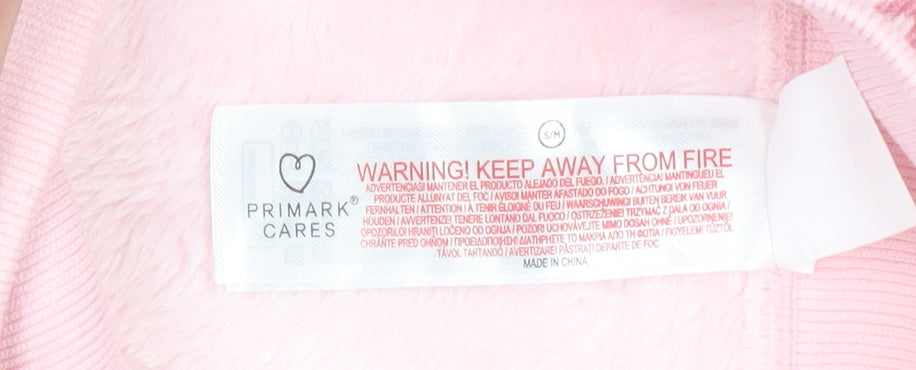 S/M
PRIMARK®
CARES
WARNING! KEEP AWAY FROM FIRE
ADVERTENCIAS! MANTENER EL PRODUCTO ALEJADO DEL FUEGO. / ADVERTÈNCIA! MANTINGUEU EL
PRODUCTE ALLUNYAT DEL FOC / AVISO! MANTER AFASTADO DO FOGO / ACHTUNG! VON FEUER
FERNHALTEN / ATTENTION ! À TENIR ÉLOIGNÉ DU FEU / WAARSCHUWING! BUITEN BEREIK VAN VUUR
HOUDEN / AVVERTENZE! TENERE LONTANO DAL FUOCO / OSTRZEŻENIE! TRZYMAĆ Z DALA OD OGNIA /
OPOZORILO! HRANITI LOČENO OD OGNJA / POZOR! UCHOVÁVEJTE MIMO DOSAH OHNĚ / UPOZORNENIE!
CHRÁŇTE PRED OHŇOM / ΠΡΟΕΙΔΟΠΟΙΗΣΗ! ΔΙΑΤΗΡΗΣΤΕ ΤΟ ΜΑΚΡΙΑ ΑΠΟ ΤΗ ΦΩΤΙΑ / FIGYELEM! TŰZTŐL
TÁVOL TARTANDÓ / AVERTIZARE! PĂSTRAȚI DEPARTE DE FOC
MADE IN CHINA